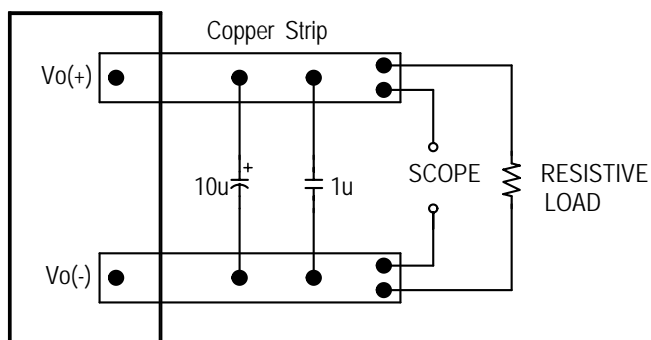 Copper Strip
Vo(+)
+
10u
1u
SCOPE
RESISTIVE
LOAD
Vo(-)